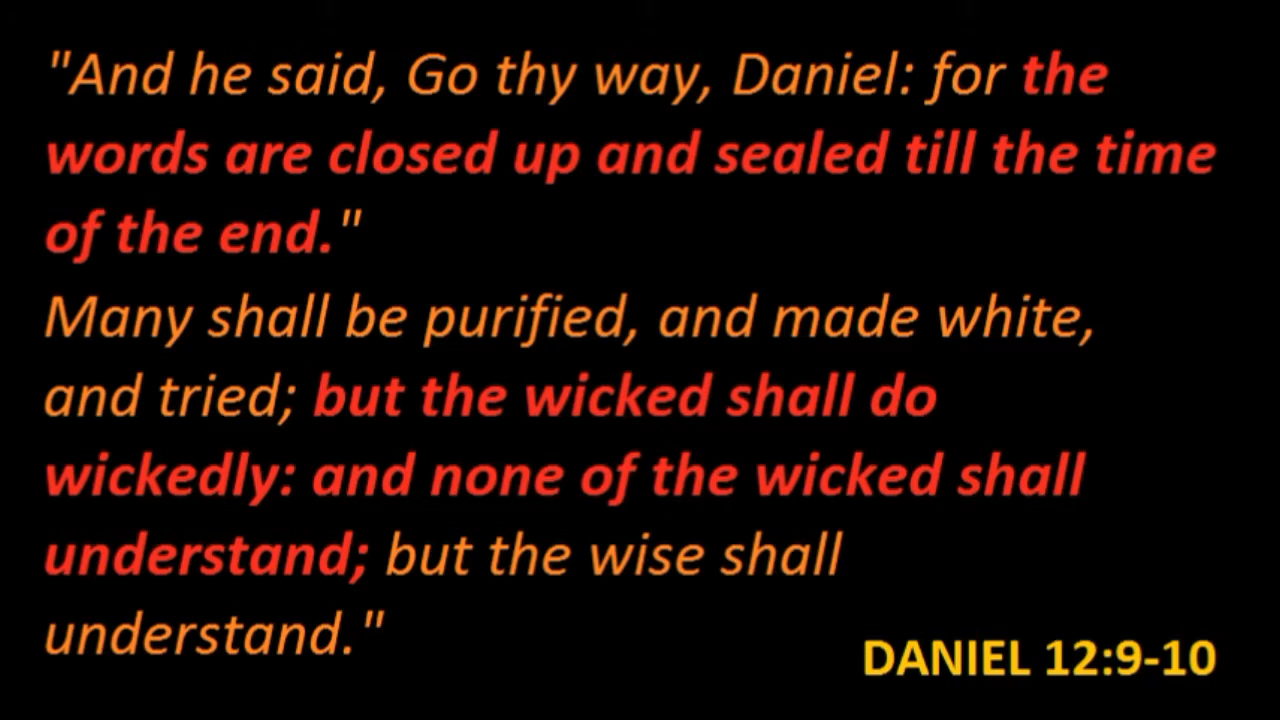 "And he said, Go thy way, Daniel: for the
words are closed up and sealed till the time
of the end."
Many shall be purified, and made white,
and tried; but the wicked shall do
wickedly: and none of the wicked shall
understand; but the wise shall
understand."
DANIEL 12:9-10